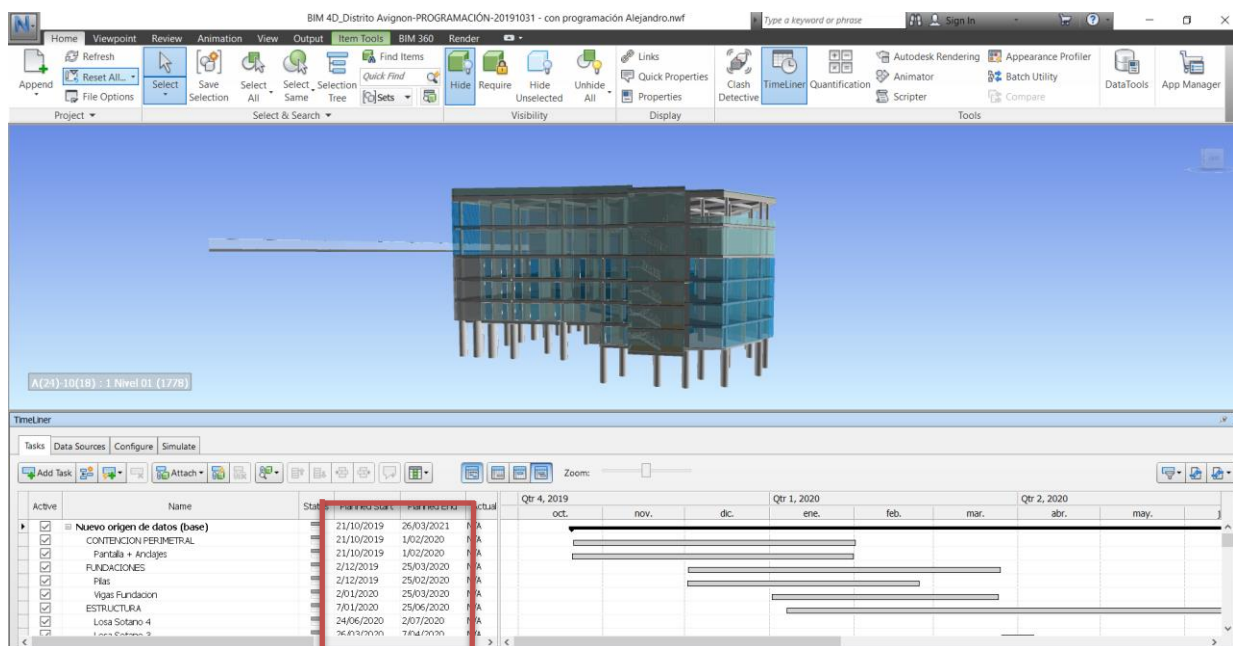 BIM 4D_Distrito Avignon-PROGRAMACIÓN-20191031 - con programación Alejandro.nwf
Type a keyword or phrase
Sign In
Home Viewpoint Review Animation View Output Item Tools BIM 360 Render
Append
Refresh
Reset All...
File Options
Select
Save Selection
Select All
Select Same
Selection Tree
Find Items
Quick Find
Sets
Hide
Require
Hide Unselected
Unhide All
Links
Quick Properties
Properties
Clash Detective
TimeLiner
Quantification
Autodesk Rendering
Animator
Scripter
Appearance Profiler
Batch Utility
Compare
DataTools
App Manager
Project
Select & Search
Visibility
Display
Tools
A(24)-10(18) : 1 Nivel 01 (1778)
TimeLiner
Tasks Data Sources Configure Simulate
Add Task
Attach
Zoom:
Active Name Status Planned Start Planned End Actual
Qtr 4, 2019 Qtr 1, 2020 Qtr 2, 2020
oct. nov. dic. ene. feb. mar. abr. may. j
Nuevo origen de datos (base) 21/10/2019 26/03/2021 N/A
CONTENCION PERIMETRAL 21/10/2019 1/02/2020 N/A
Pantalla + Anclajes 21/10/2019 1/02/2020 N/A
FUNDACIONES 2/12/2019 25/03/2020 N/A
Pilas 2/12/2019 25/02/2020 N/A
Vigas Fundacion 2/01/2020 25/03/2020 N/A
ESTRUCTURA 7/01/2020 25/06/2020 N/A
Losa Sotano 4 24/06/2020 2/07/2020 N/A
Losa Sotano 3 26/03/2020 7/04/2020 N/A